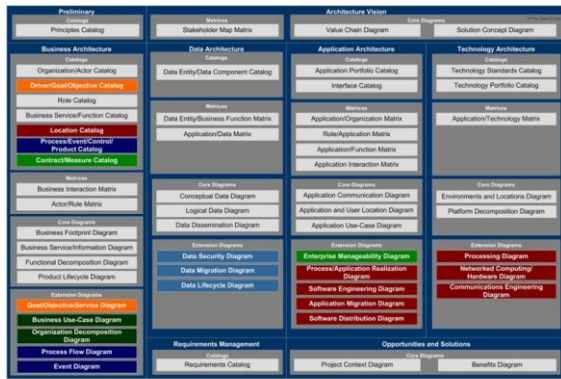 Preliminary
Catalogs
Principles Catalog
Architecture Vision
Matrices
Stakeholder Map Matrix
Core Diagrams
Value Chain Diagram
Solution Concept Diagram
Business Architecture
Catalogs
Organization/Actor Catalog
Driver/Goal/Objective Catalog
Role Catalog
Business Service/Function Catalog
Location Catalog
Process/Event/Control/
Product Catalog
Contract/Measure Catalog
Matrices
Business Interaction Matrix
Actor/Role Matrix
Core Diagrams
Business Footprint Diagram
Business Service/Information Diagram
Functional Decomposition Diagram
Product Lifecycle Diagram
Extension Diagrams
Goal/Objective/Service Diagram
Business Use-Case Diagram
Organization Decomposition
Diagram
Process Flow Diagram
Event Diagram
Data Architecture
Catalogs
Data Entity/Data Component Catalog
Matrices
Data Entity/Business Function Matrix
Application/Data Matrix
Core Diagrams
Conceptual Data Diagram
Logical Data Diagram
Data Dissemination Diagram
Extension Diagrams
Data Security Diagram
Data Migration Diagram
Data Lifecycle Diagram
Application Architecture
Catalogs
Application Portfolio Catalog
Interface Catalog
Matrices
Application/Organization Matrix
Role/Application Matrix
Application/Function Matrix
Application Interaction Matrix
Core Diagrams
Application Communication Diagram
Application and User Location Diagram
Application Use-Case Diagram
Extension Diagrams
Enterprise Manageability Diagram
Process/Application Realization
Diagram
Software Engineering Diagram
Application Migration Diagram
Software Distribution Diagram
Technology Architecture
Catalogs
Technology Standards Catalog
Technology Portfolio Catalog
Matrices
Application/Technology Matrix
Core Diagrams
Environments and Locations Diagram
Platform Decomposition Diagram
Extension Diagrams
Processing Diagram
Networked Computing/
Hardware Diagram
Communications Engineering
Diagram
Requirements Management
Catalogs
Requirements Catalog
Opportunities and Solutions
Core Diagrams
Project Context Diagram
Benefits Diagram